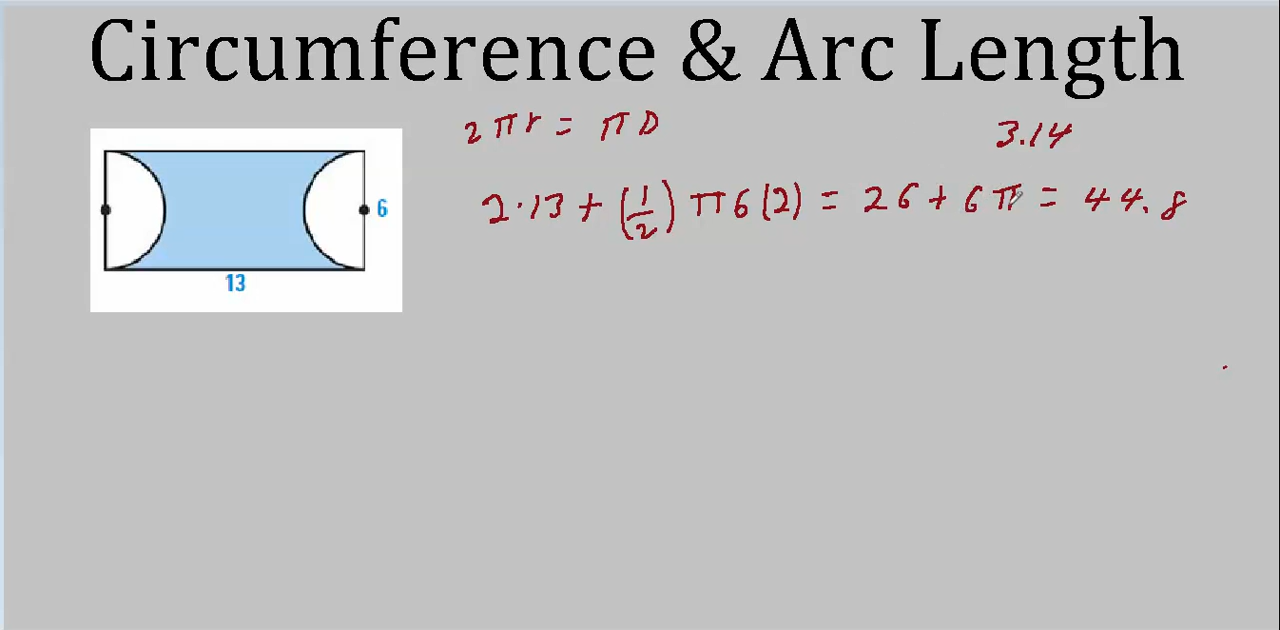 Circumference & Arc Length
2πr = πD
3.14
2·13 + (1/2) π6(2) = 26 + 6π = 44.8
6
13